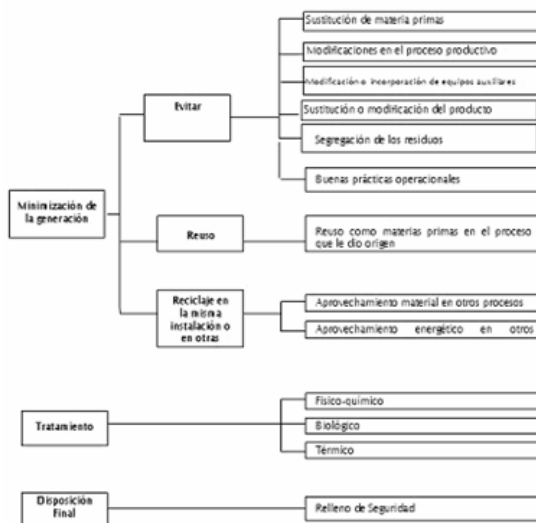 Sustitución de materia primas
Modificaciones en el proceso productivo
Modificación o incorporación de equipos auxiliares
Evitar
Sustitución o modificación del producto
Segregación de los residuos
Buenas prácticas operacionales
Minimización de
la generación
Reuso
Reuso como materias primas en el proceso
que le dio origen
Reciclaje en
la misma
instalación o
en otras
Aprovechamiento material en otros procesos
Aprovechamiento energético en otros
Tratamiento
Físico-químico
Biológico
Térmico
Disposición
Final
Relleno de Seguridad